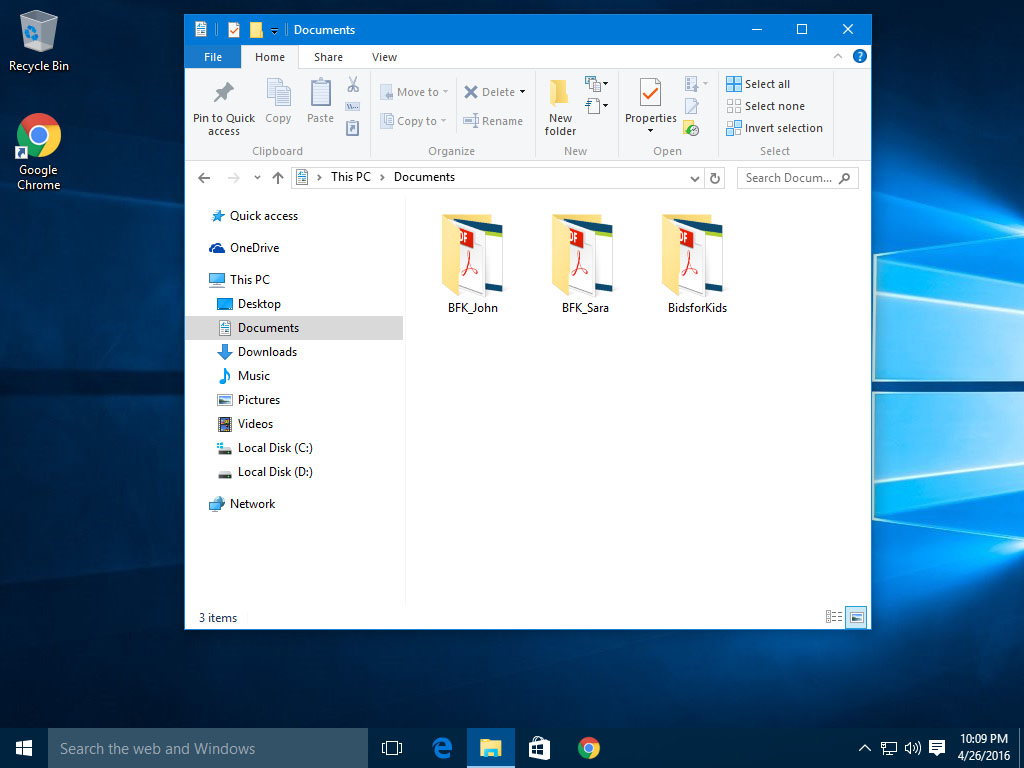 Recycle Bin
Google
Chrome
Documents
File Home Share View
Pin to Quick
access
Copy
Paste
Clipboard
Move to
Copy to
Delete
Rename
Organize
New
folder
New
Properties
Open
Select all
Select none
Invert selection
Select
This PC > Documents
Search Docum...
Quick access
OneDrive
This PC
Desktop
Documents
Downloads
Music
Pictures
Videos
Local Disk (C:)
Local Disk (D:)
Network
BFK_John
BFK_Sara
BidsforKids
3 items
Search the web and Windows
10:09 PM
4/26/2016